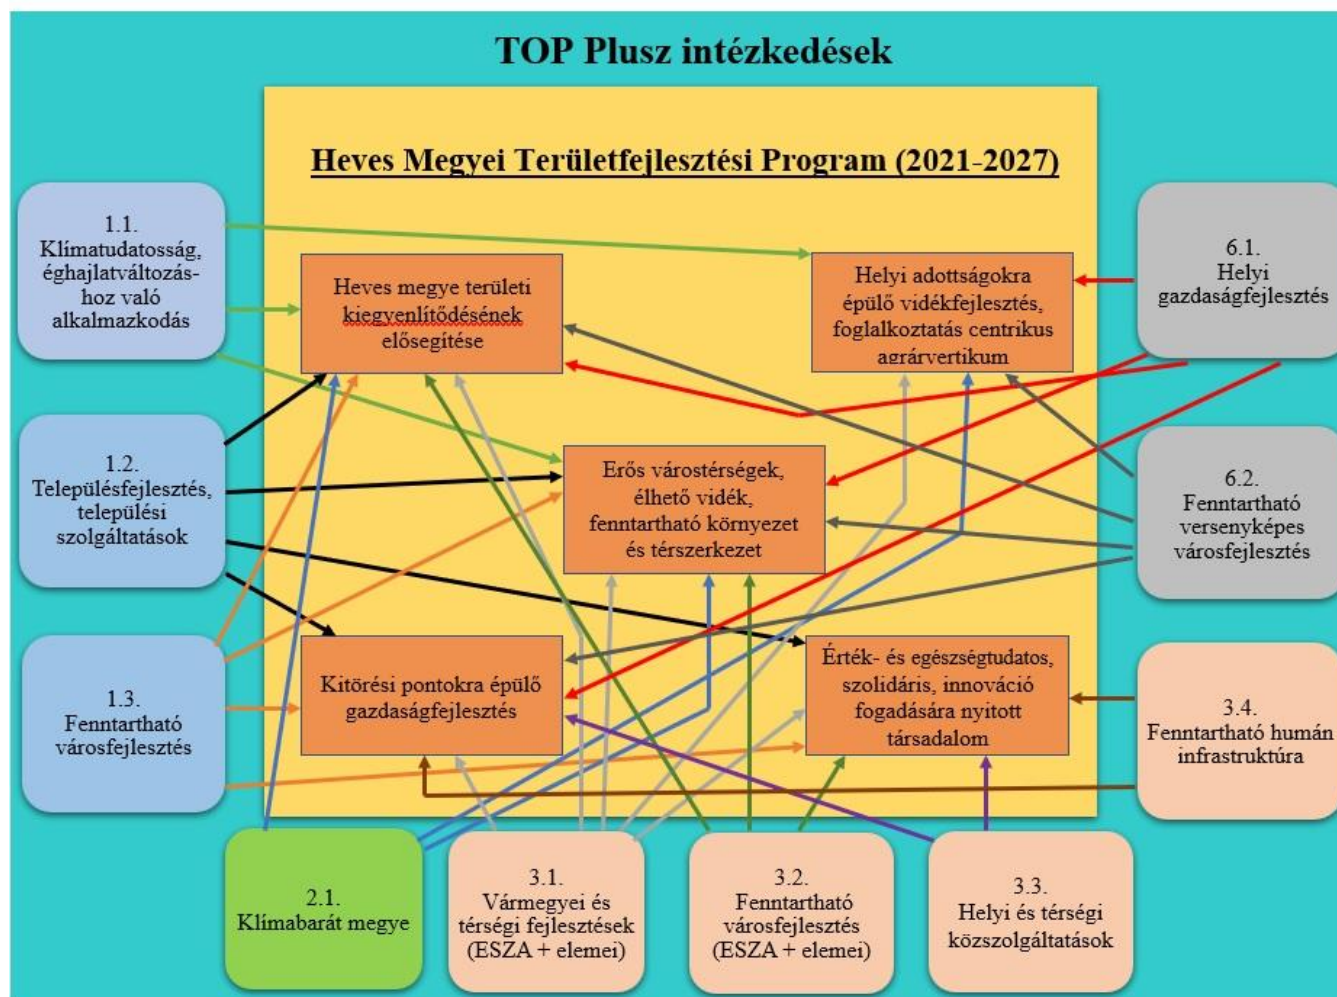 TOP Plusz intézkedések
Heves Megyei Területfejlesztési Program (2021-2027)
1.1.
Klímatudatosság,
éghajlatváltozás-
hoz való
alkalmazkodás
1.2.
Településfejlesztés,
települési
szolgáltatások
1.3.
Fenntartható
városfejlesztés
Heves megye területi
kiegyenlítődésének
elősegítése
Helyi adottságokra
épülő vidékfejlesztés,
foglalkoztatás centrikus
agrárvertikum
Erős várostérségek,
élhető vidék,
fenntartható környezet
és térszerkezet
Kitörési pontokra épülő
gazdaságfejlesztés
Érték- és egészségtudatos,
szolidáris, innováció
fogadására nyitott
társadalom
6.1.
Helyi
gazdaságfejlesztés
6.2.
Fenntartható
versenyképes
városfejlesztés
3.4.
Fenntartható humán
infrastruktúra
2.1.
Klímabarát megye
3.1.
Vármegyei és
térségi fejlesztések
(ESZA + elemei)
3.2.
Fenntartható
városfejlesztés
(ESZA + elemei)
3.3.
Helyi és térségi
közszolgáltatások